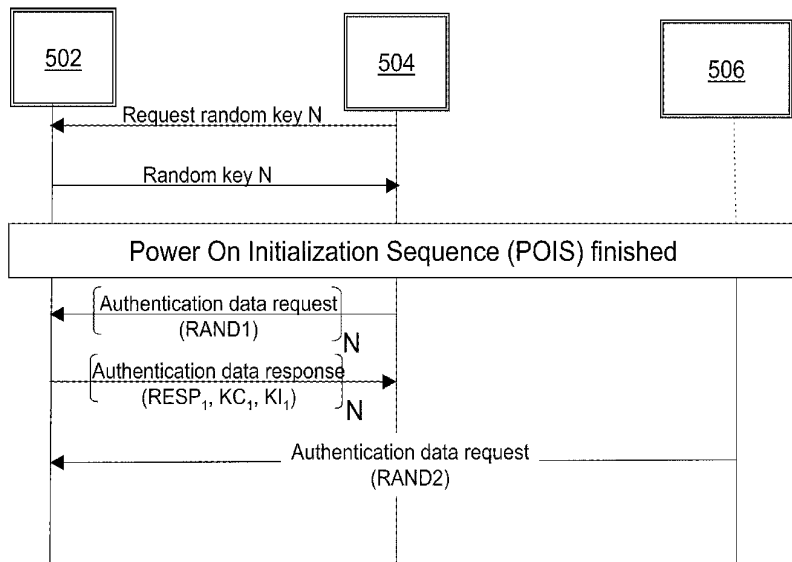 502
504
506
Request random key N
Random key N
Power On Initialization Sequence (POIS) finished
Authentication data request
(RAND1)
N
Authentication data response
(RESP₁, KC₁, KI₁)
N
Authentication data request
(RAND2)